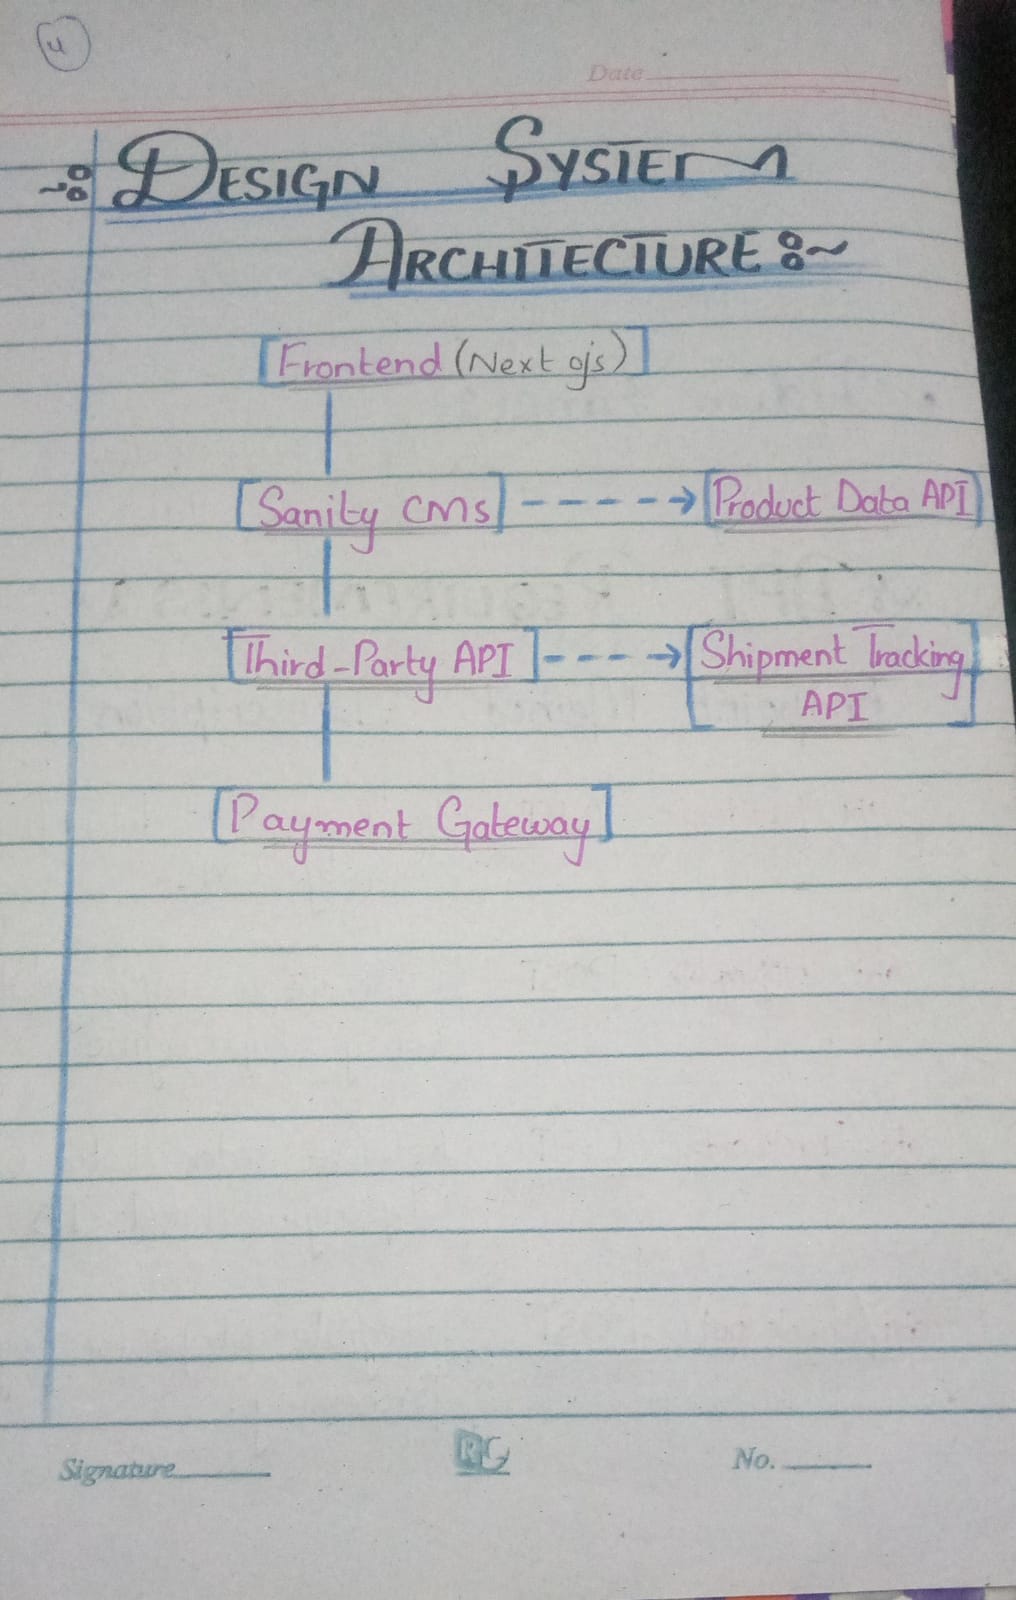 4
Date
DESIGN SYSTEM
ARCHITECTURE :~
[Frontend (Next js)]
[Sanity CMS] ----> [Product Data API]
[Third-Party API] ----> [Shipment Tracking
API]
[Payment Gateway]
Signature RG No.